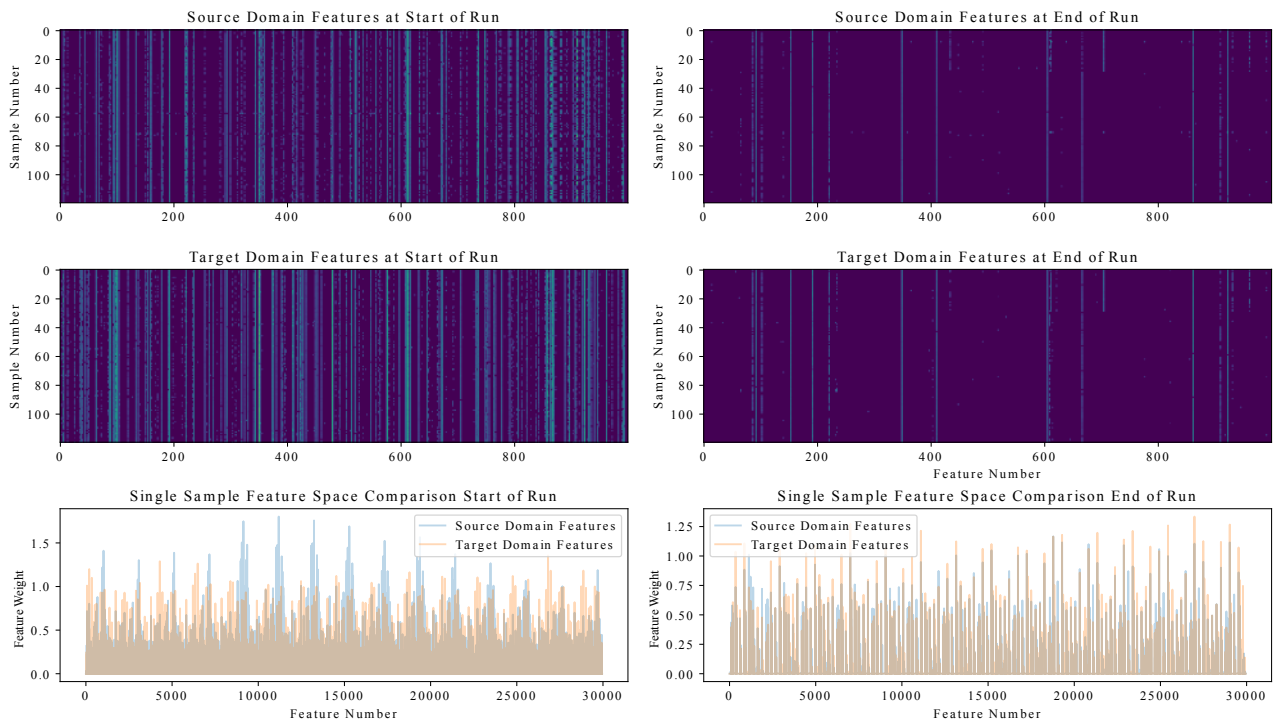 Source Domain Features at Start of Run
Sample Number
0
20
40
60
80
100
0 200 400 600 800
Source Domain Features at End of Run
Sample Number
0
20
40
60
80
100
0 200 400 600 800
Target Domain Features at Start of Run
Sample Number
0
20
40
60
80
100
0 200 400 600 800
Target Domain Features at End of Run
Sample Number
0
20
40
60
80
100
0 200 400 600 800
Feature Number
Single Sample Feature Space Comparison Start of Run
Source Domain Features
Target Domain Features
Feature Weight
1.5
1.0
0.5
0.0
0 5000 10000 15000 20000 25000 30000
Feature Number
Single Sample Feature Space Comparison End of Run
Source Domain Features
Target Domain Features
Feature Weight
1.25
1.00
0.75
0.50
0.25
0.00
0 5000 10000 15000 20000 25000 30000
Feature Number